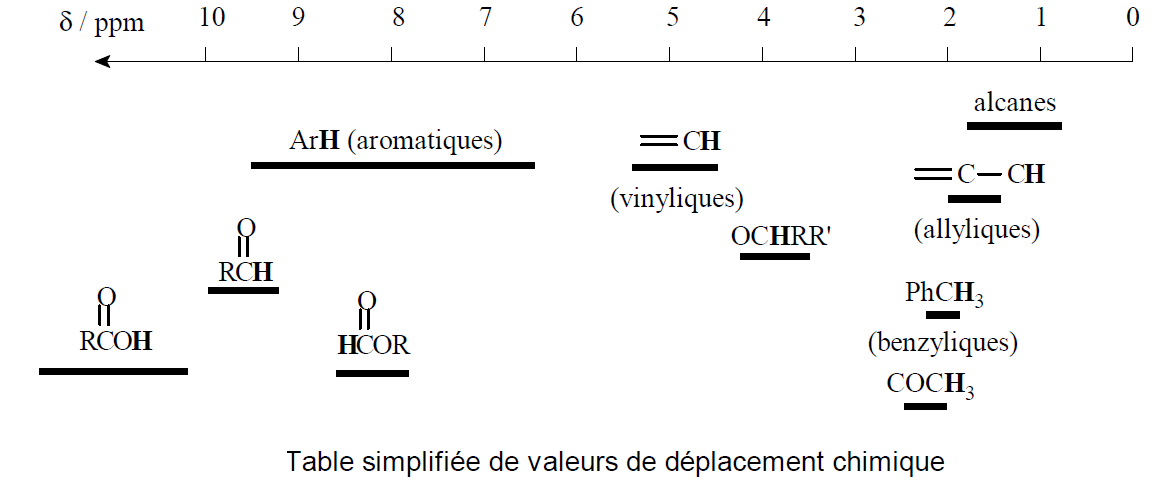 δ / ppm 10 9 8 7 6 5 4 3 2 1 0
alcanes
ArH (aromatiques)
CH
(vinyliques)
C CH
(allyliques)
OCHRR'
O
RCH
O
RCOH
O
HCOR
PhCH₃
(benzyliques)
COCH₃
Table simplifiée de valeurs de déplacement chimique